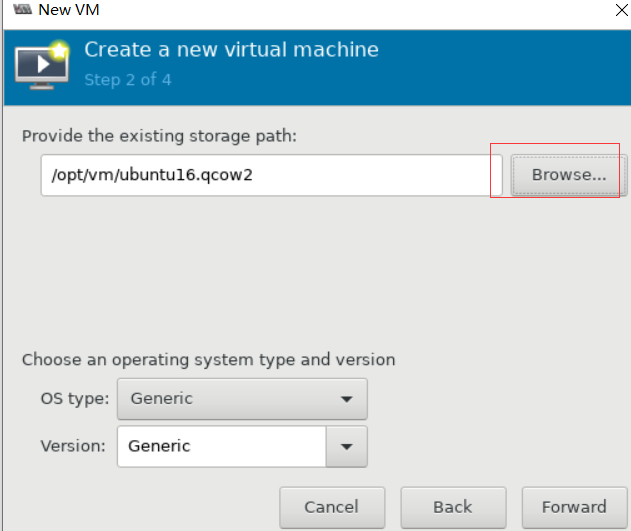 New VM
Create a new virtual machine
Step 2 of 4
Provide the existing storage path:
/opt/vm/ubuntu16.qcow2 Browse...
Choose an operating system type and version
OS type: Generic
Version: Generic
Cancel Back Forward